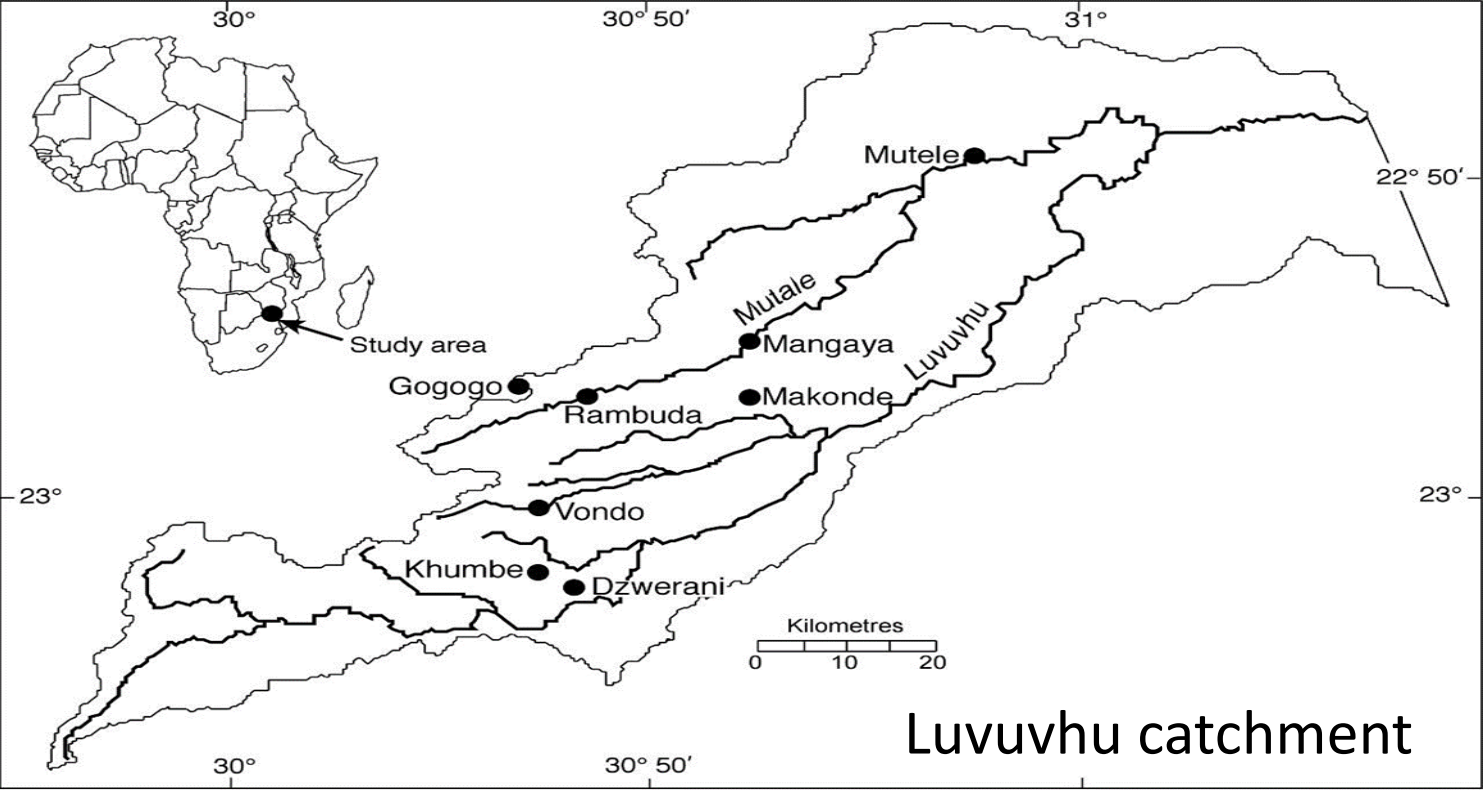 30°
30° 50′
31°
Mutele
22° 50′
Mutale
Luvuvhu
Study area
Mangaya
Gogogo
Makonde
Rambuda
23°
23°
Vondo
Khumbe
Dzwerani
Kilometres
0 10 20
Luvuvhu catchment
30°
30° 50′